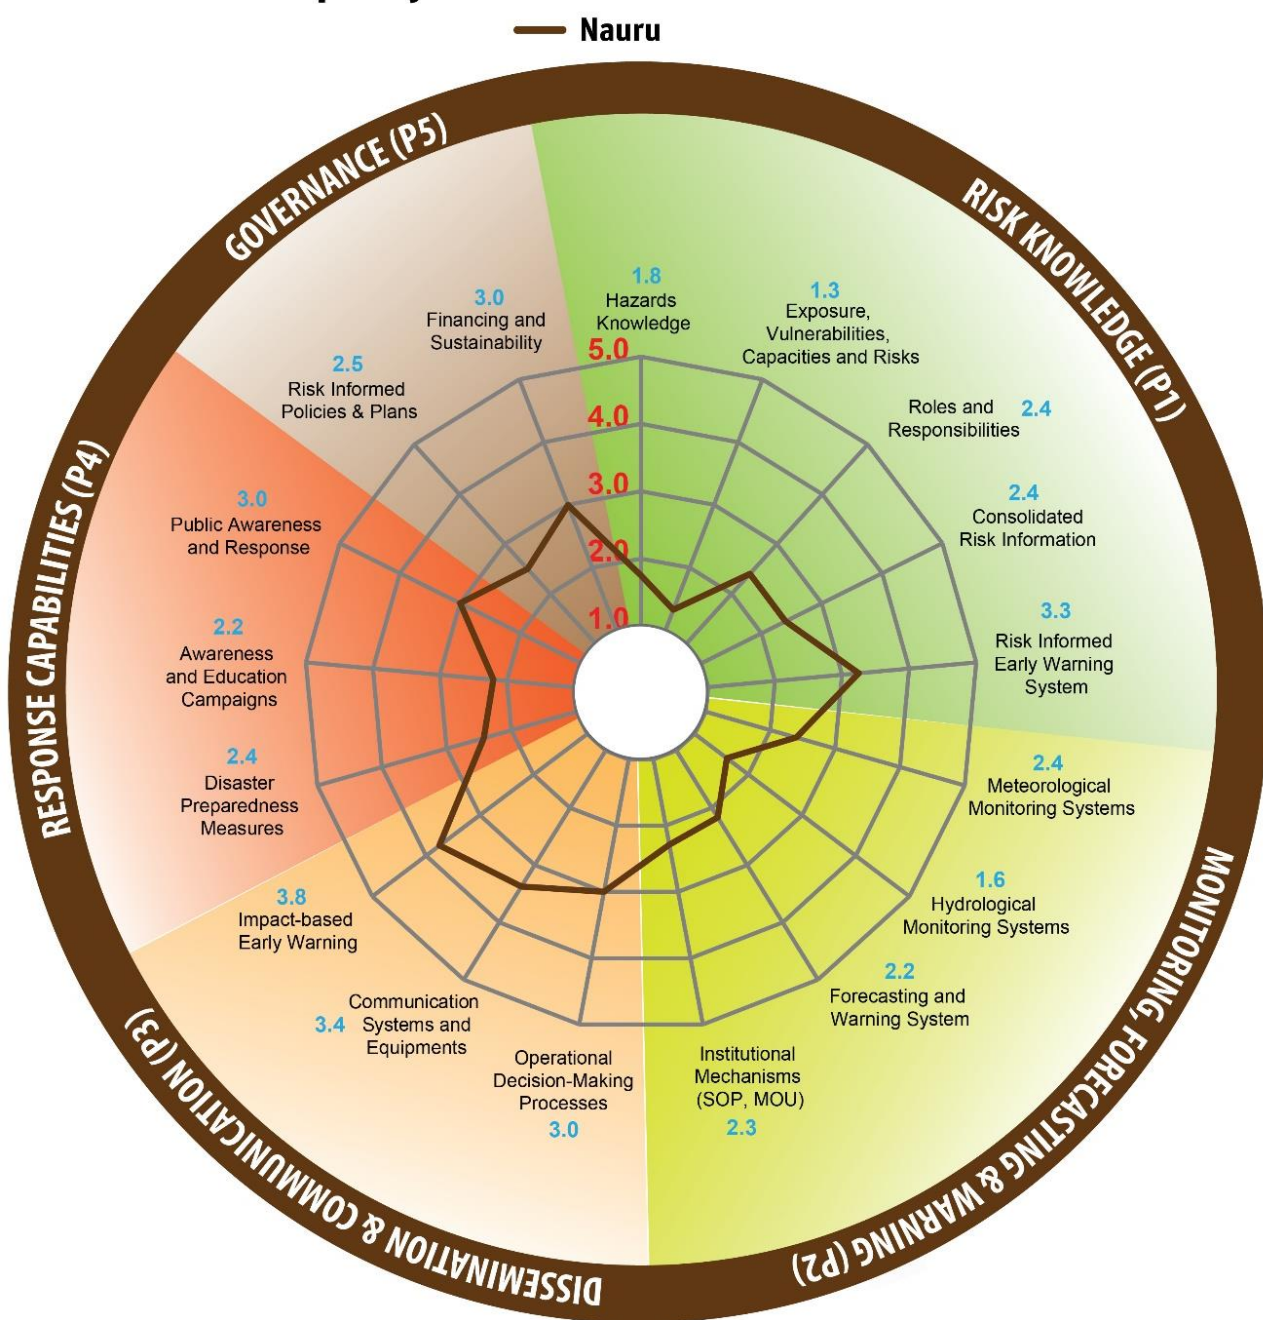 Nauru
GOVERNANCE (P5)
RISK KNOWLEDGE (P1)
MONITORING, FORECASTING & WARNING (P2)
DISSEMINATION & COMMUNICATION (P3)
RESPONSE CAPABILITIES (P4)
1.8
Hazards
Knowledge
1.3
Exposure,
Vulnerabilities,
Capacities and Risks
Roles and
Responsibilities
2.4
2.4
Consolidated
Risk Information
3.3
Risk Informed
Early Warning
System
2.4
Meteorological
Monitoring Systems
1.6
Hydrological
Monitoring Systems
2.2
Forecasting and
Warning System
Institutional
Mechanisms
(SOP, MOU)
2.3
Operational
Decision-Making
Processes
3.0
Communication
3.4 Systems and
Equipments
3.8
Impact-based
Early Warning
2.4
Disaster
Preparedness
Measures
2.2
Awareness
and Education
Campaigns
3.0
Public Awareness
and Response
2.5
Risk Informed
Policies & Plans
3.0
Financing and
Sustainability
5.0
4.0
3.0
2.0
1.0